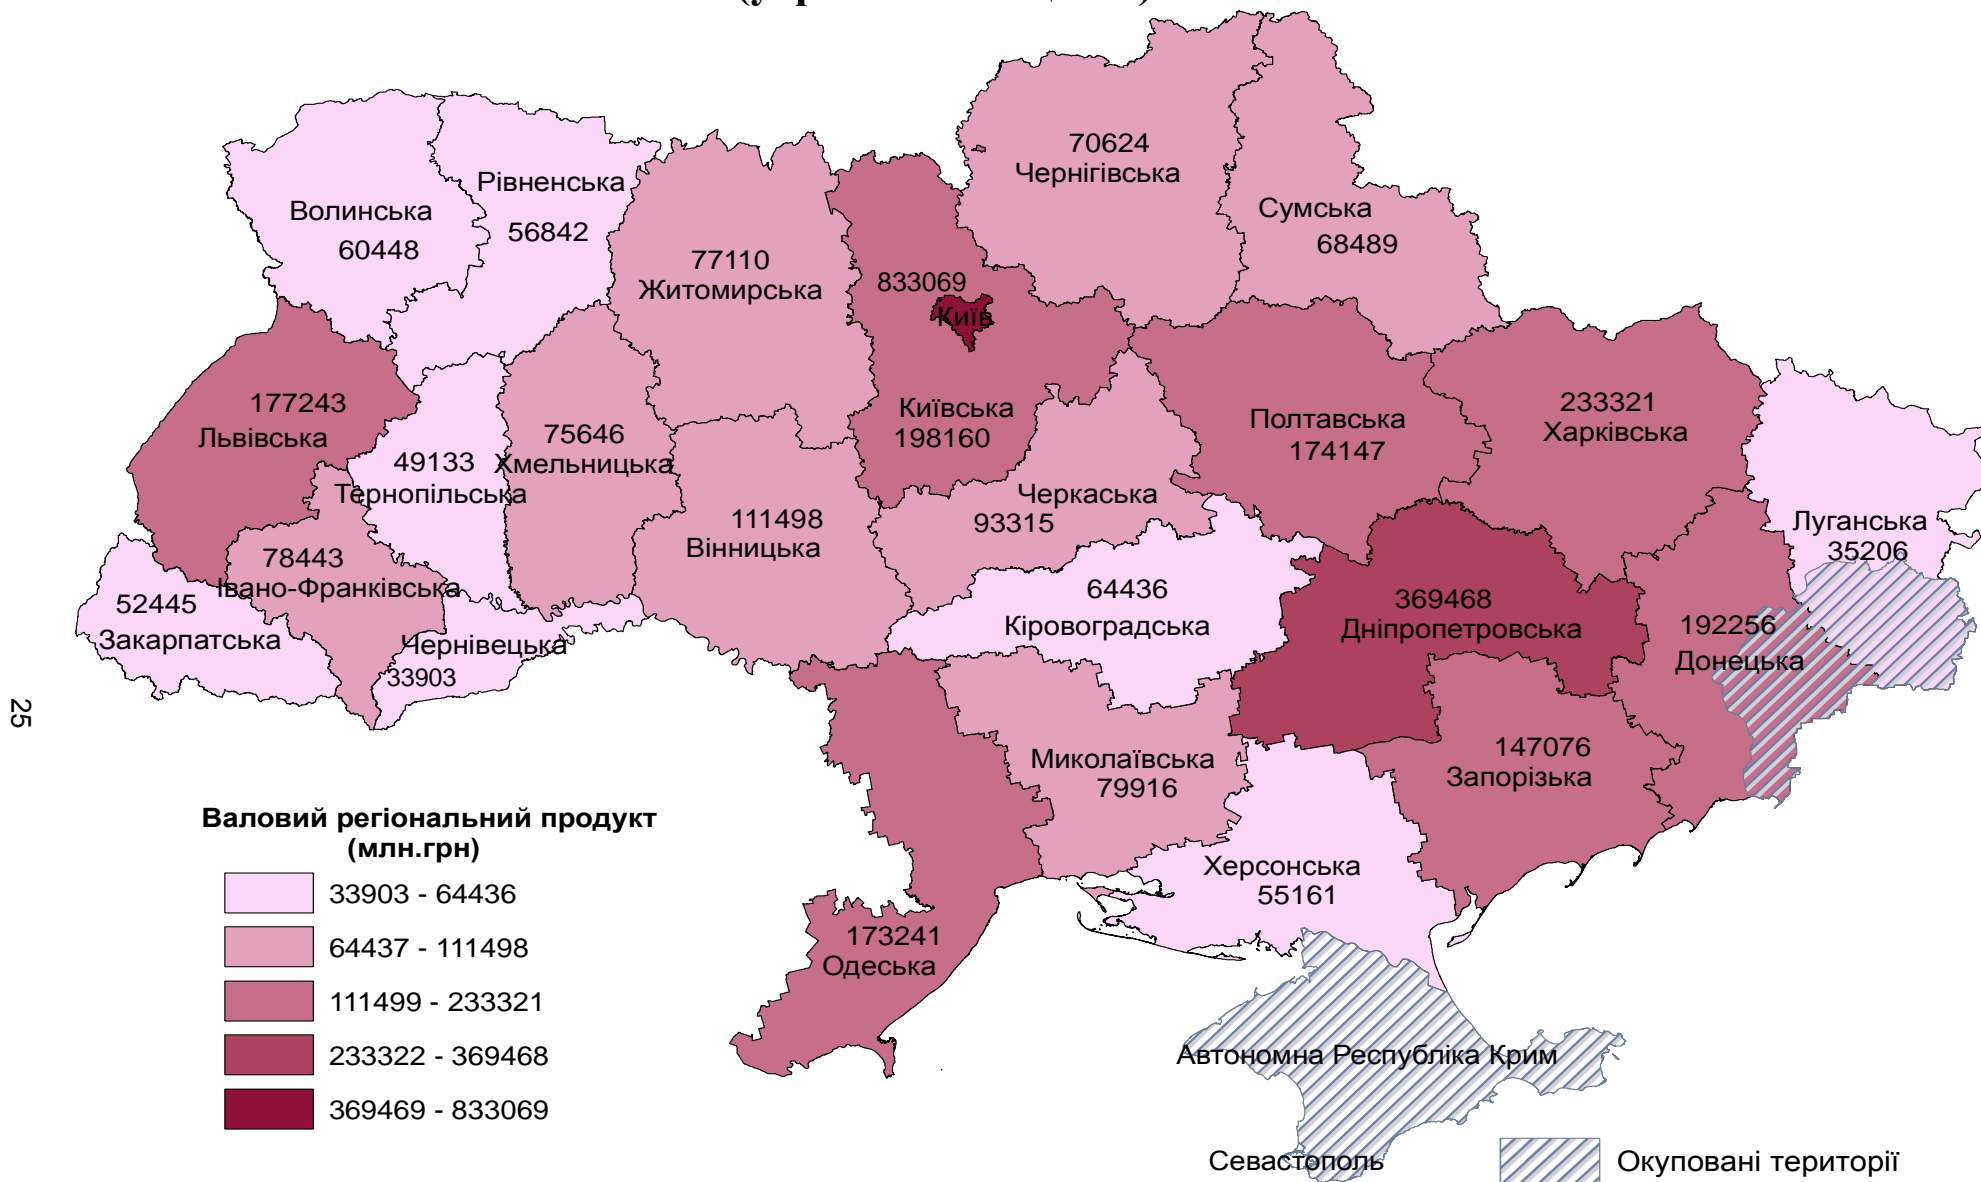 70624
Чернігівська
Рівненська
56842
Волинська
60448
Сумська
68489
77110
Житомирська
833069
Київ
177243
Львівська
Київська
198160
Полтавська
174147
233321
Харківська
75646
Хмельницька
49133
Тернопільська
Черкаська
93315
111498
Вінницька
Луганська
35206
78443
Івано-Франківська
52445
Закарпатська
64436
Кіровоградська
369468
Дніпропетровська
192256
Донецька
Чернівецька
33903
25
Миколаївська
79916
147076
Запорізька
Херсонська
55161
173241
Одеська
Автономна Республіка Крим
Севастополь
Валовий регіональний продукт
(млн.грн)
33903 - 64436
64437 - 111498
111499 - 233321
233322 - 369468
369469 - 833069
Окуповані території